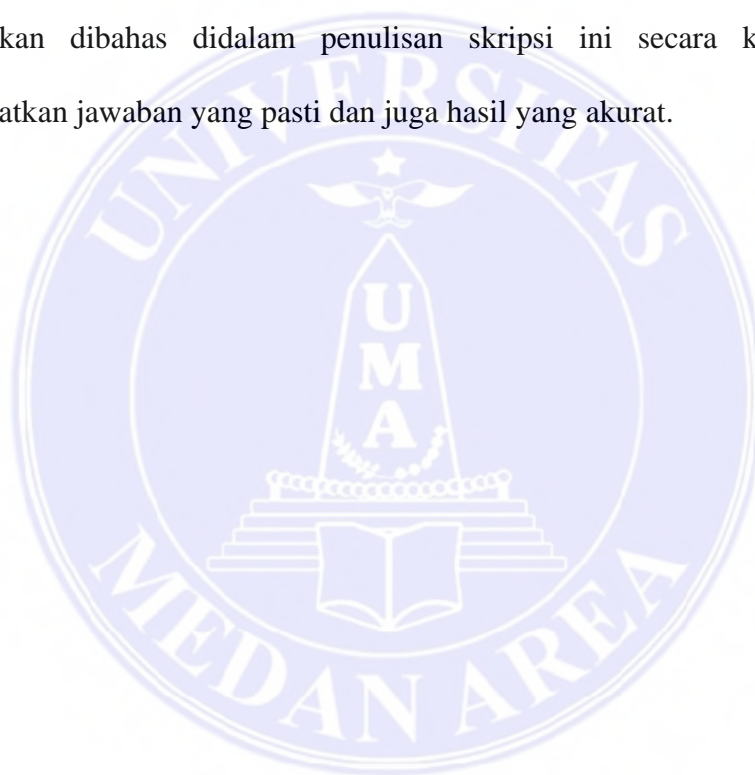 kan dibahas didalam penulisan skripsi ini secara k
atkan jawaban yang pasti dan juga hasil yang akurat.
UNIVERSITAS
UMA
MEDAN AREA